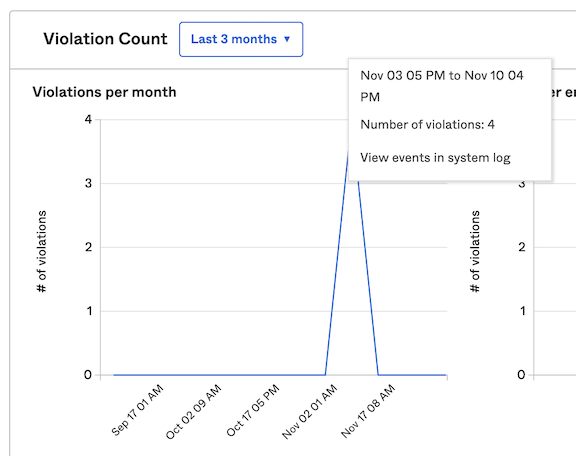 Violation Count
Last 3 months ▼
Nov 03 05 PM to Nov 10 04
PM
Number of violations: 4
View events in system log
Violations per month
4
3
2
1
0
# of violations
Sep 17 01 AM
Oct 02 09 AM
Oct 17 05 PM
Nov 02 01 AM
Nov 17 08 AM
3
2
1
0
# of violations